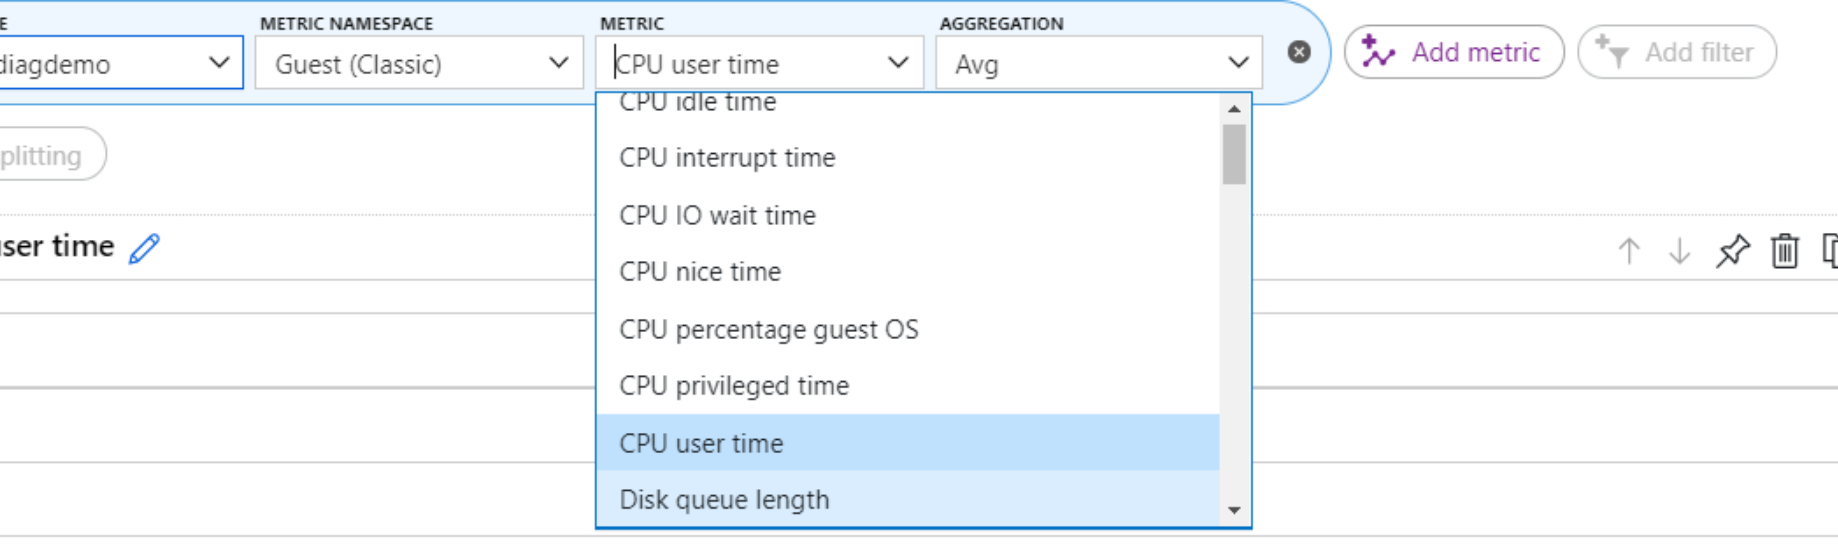 E METRIC NAMESPACE METRIC AGGREGATION
diagdemo Guest (Classic) CPU user time Avg Add metric Add filter
CPU idle time
CPU interrupt time
plitting
CPU IO wait time
user time
CPU nice time
CPU percentage guest OS
CPU privileged time
CPU user time
Disk queue length